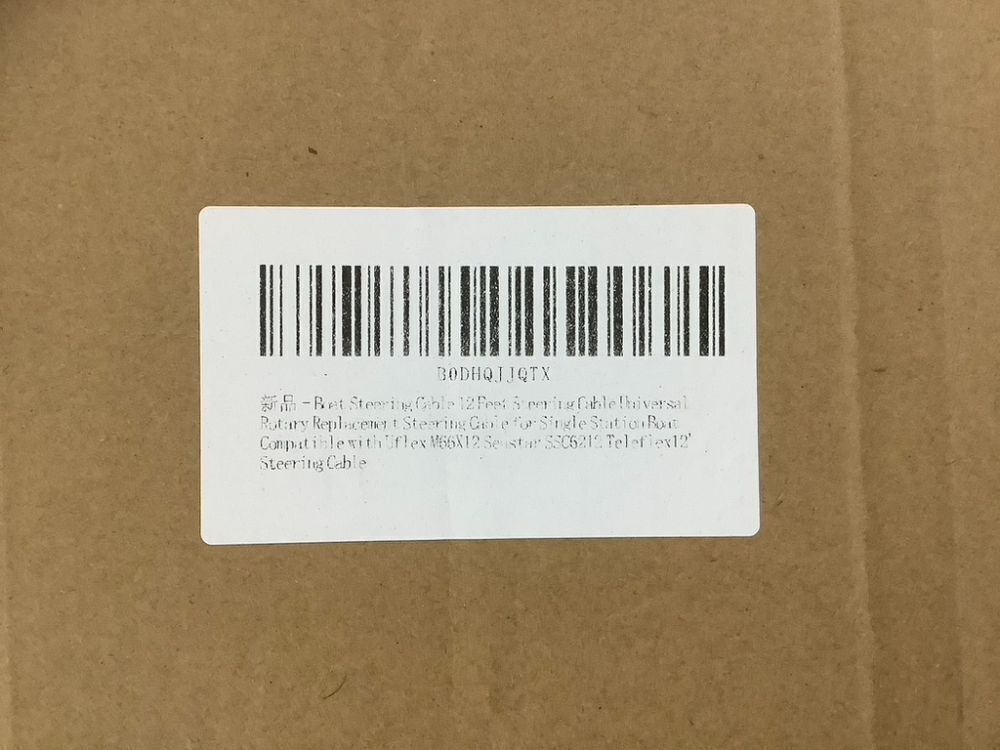 B0DHQJJQTX
新品 - Boat Steering Cable 12 Feet Steering Cable Universal
Rotary Replacement Steering Cable for Single Station Boat
Compatible with Uflex M66X12 Seastar SSC6212 Teleflex12'
Steering Cable